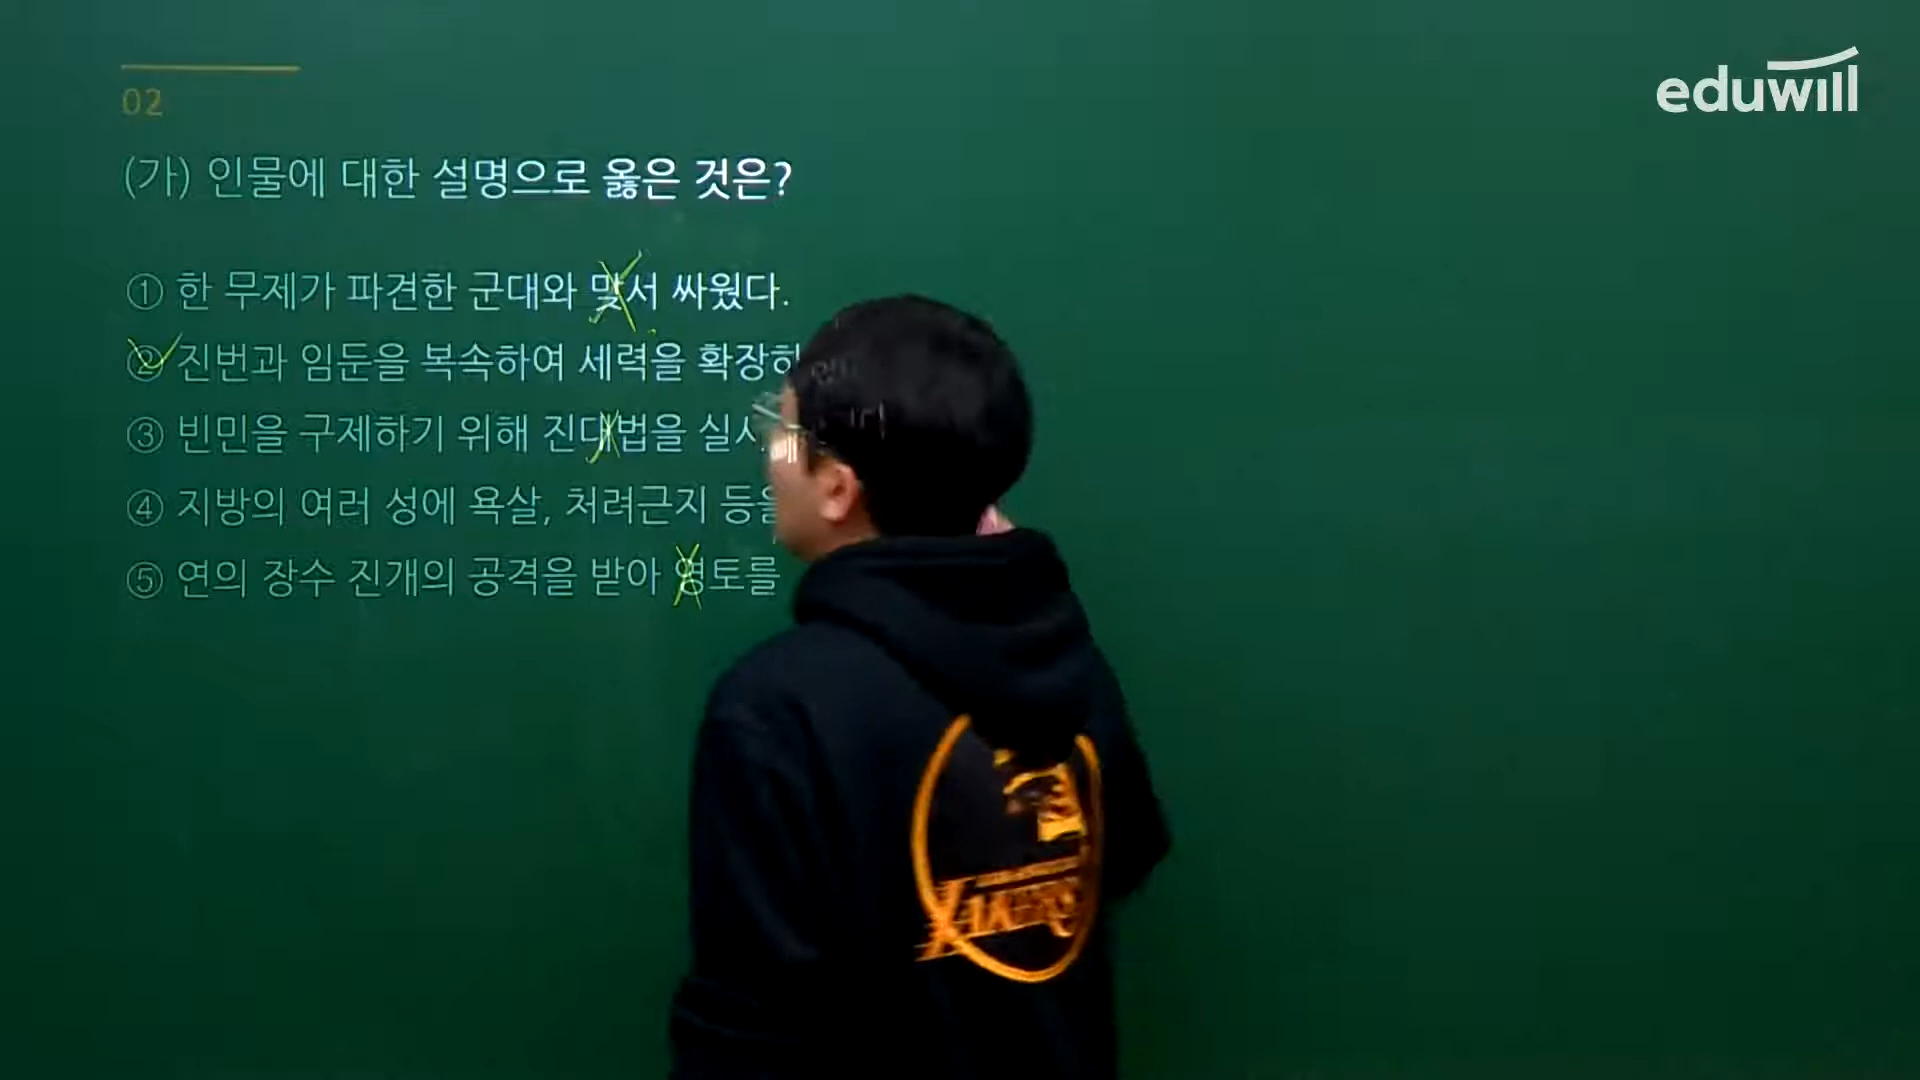 eduwill
02
(가) 인물에 대한 설명으로 옳은 것은?
① 한 무제가 파견한 군대와 맞서 싸웠다.
② 진번과 임둔을 복속하여 세력을 확장하
③ 빈민을 구제하기 위해 진대법을 실시
④ 지방의 여러 성에 욕살, 처려근지 등을
⑤ 연의 장수 진개의 공격을 받아 영토를
LAKERS